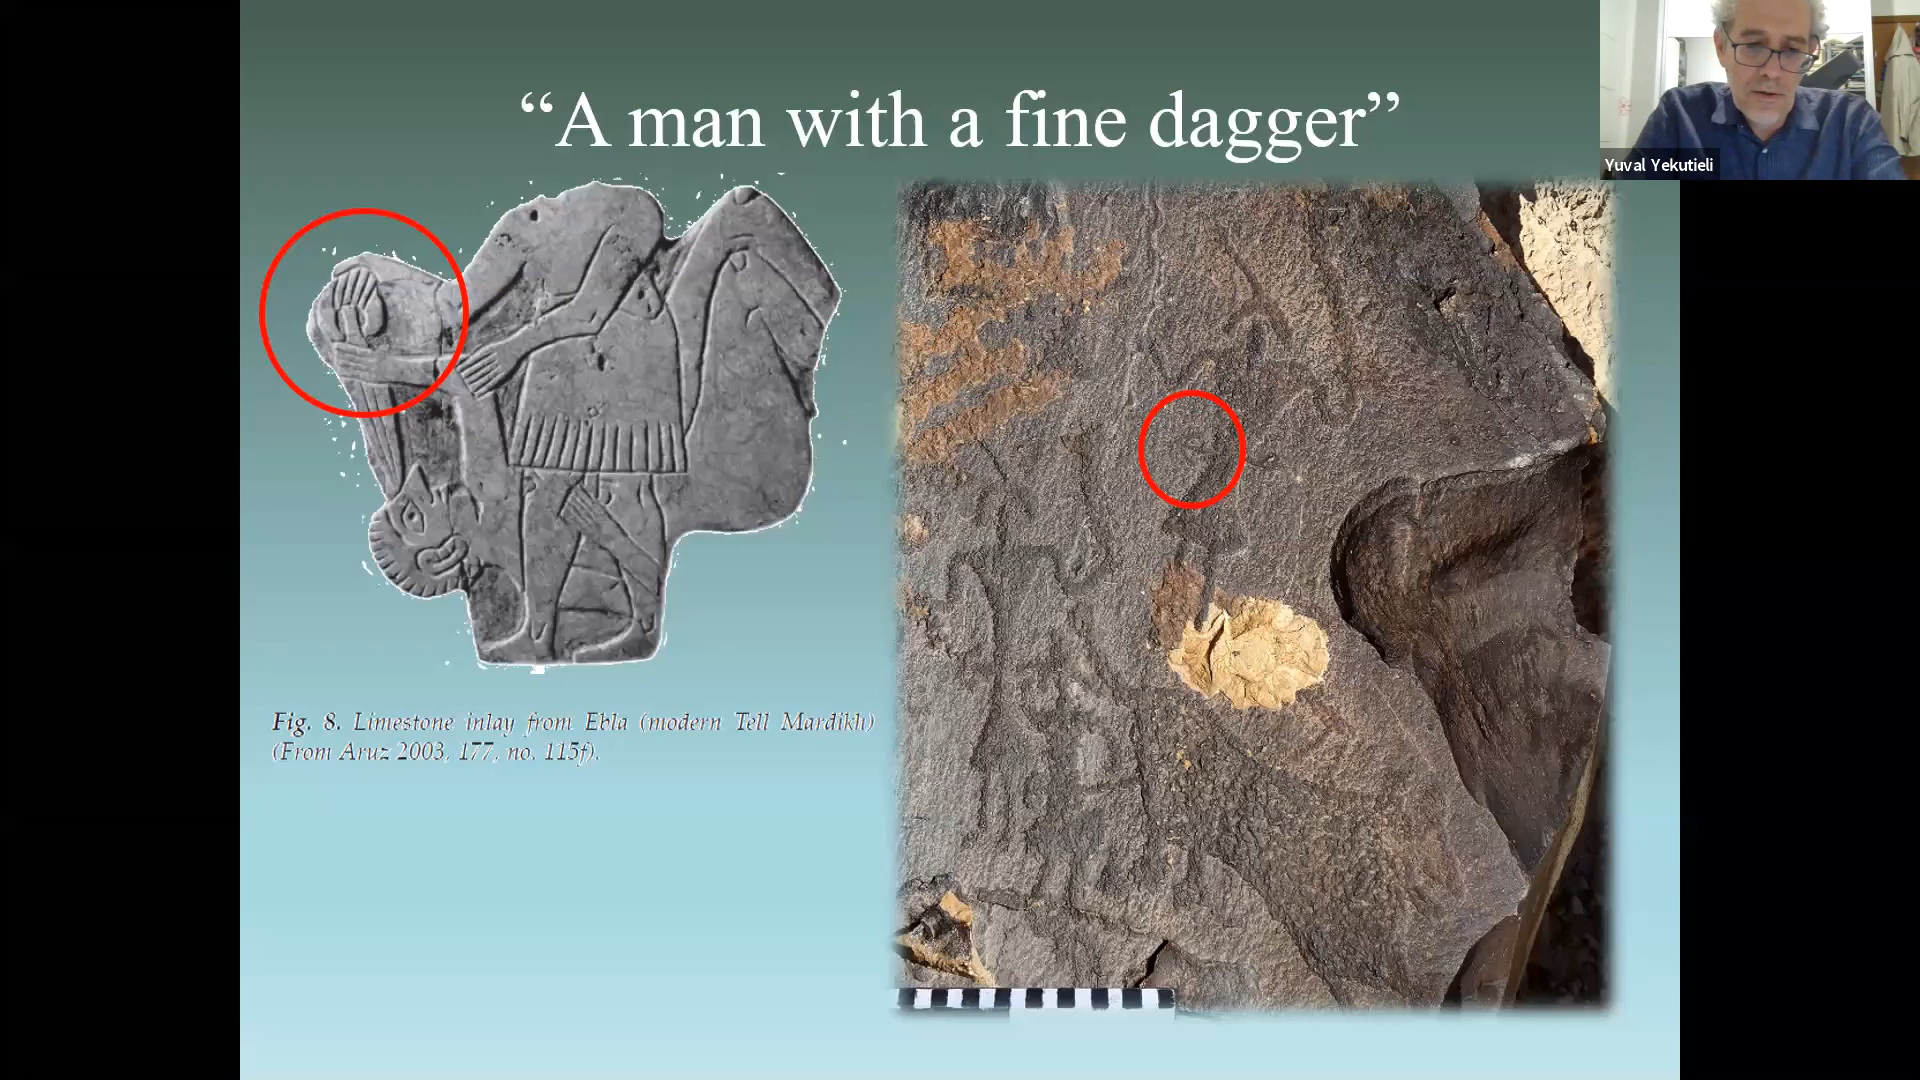 “A man with a fine dagger”
Yuval Yekutieli
Fig. 8. Limestone inlay from Ebla (modern Tell Mardikh)
(From Aruz 2003, 177, no. 115f).